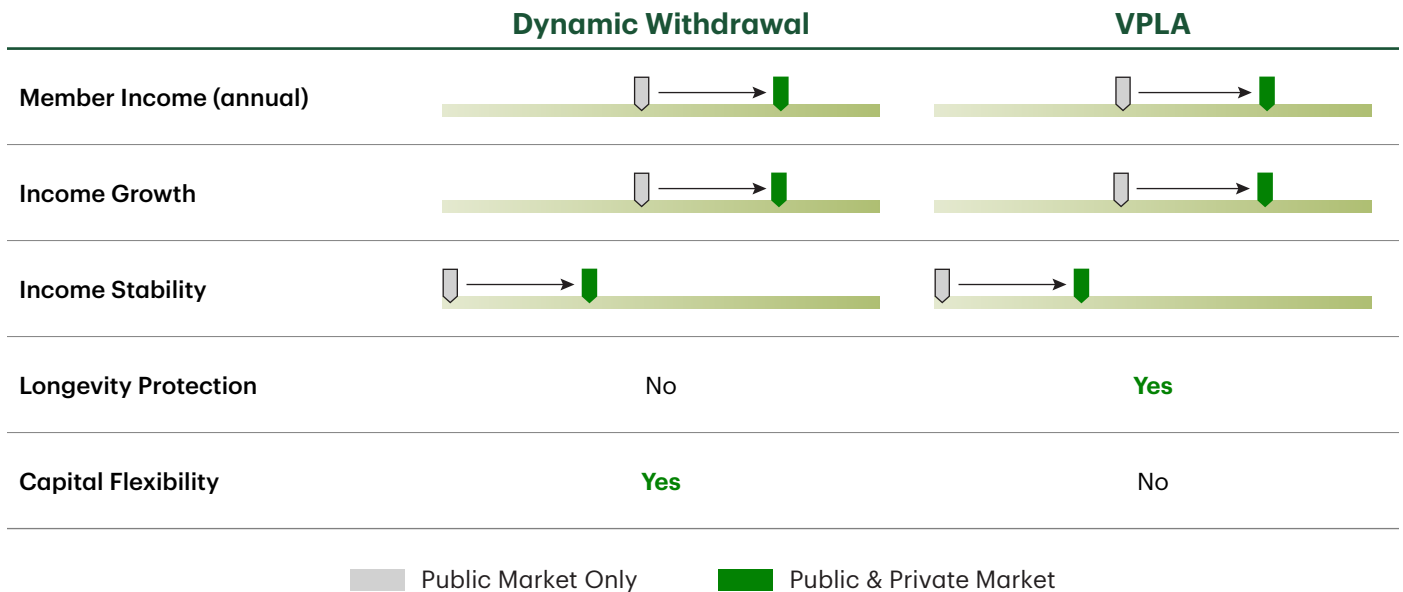 Dynamic Withdrawal VPLA
Member Income (annual)
Income Growth
Income Stability
Longevity Protection No Yes
Capital Flexibility Yes No
Public Market Only Public & Private Market